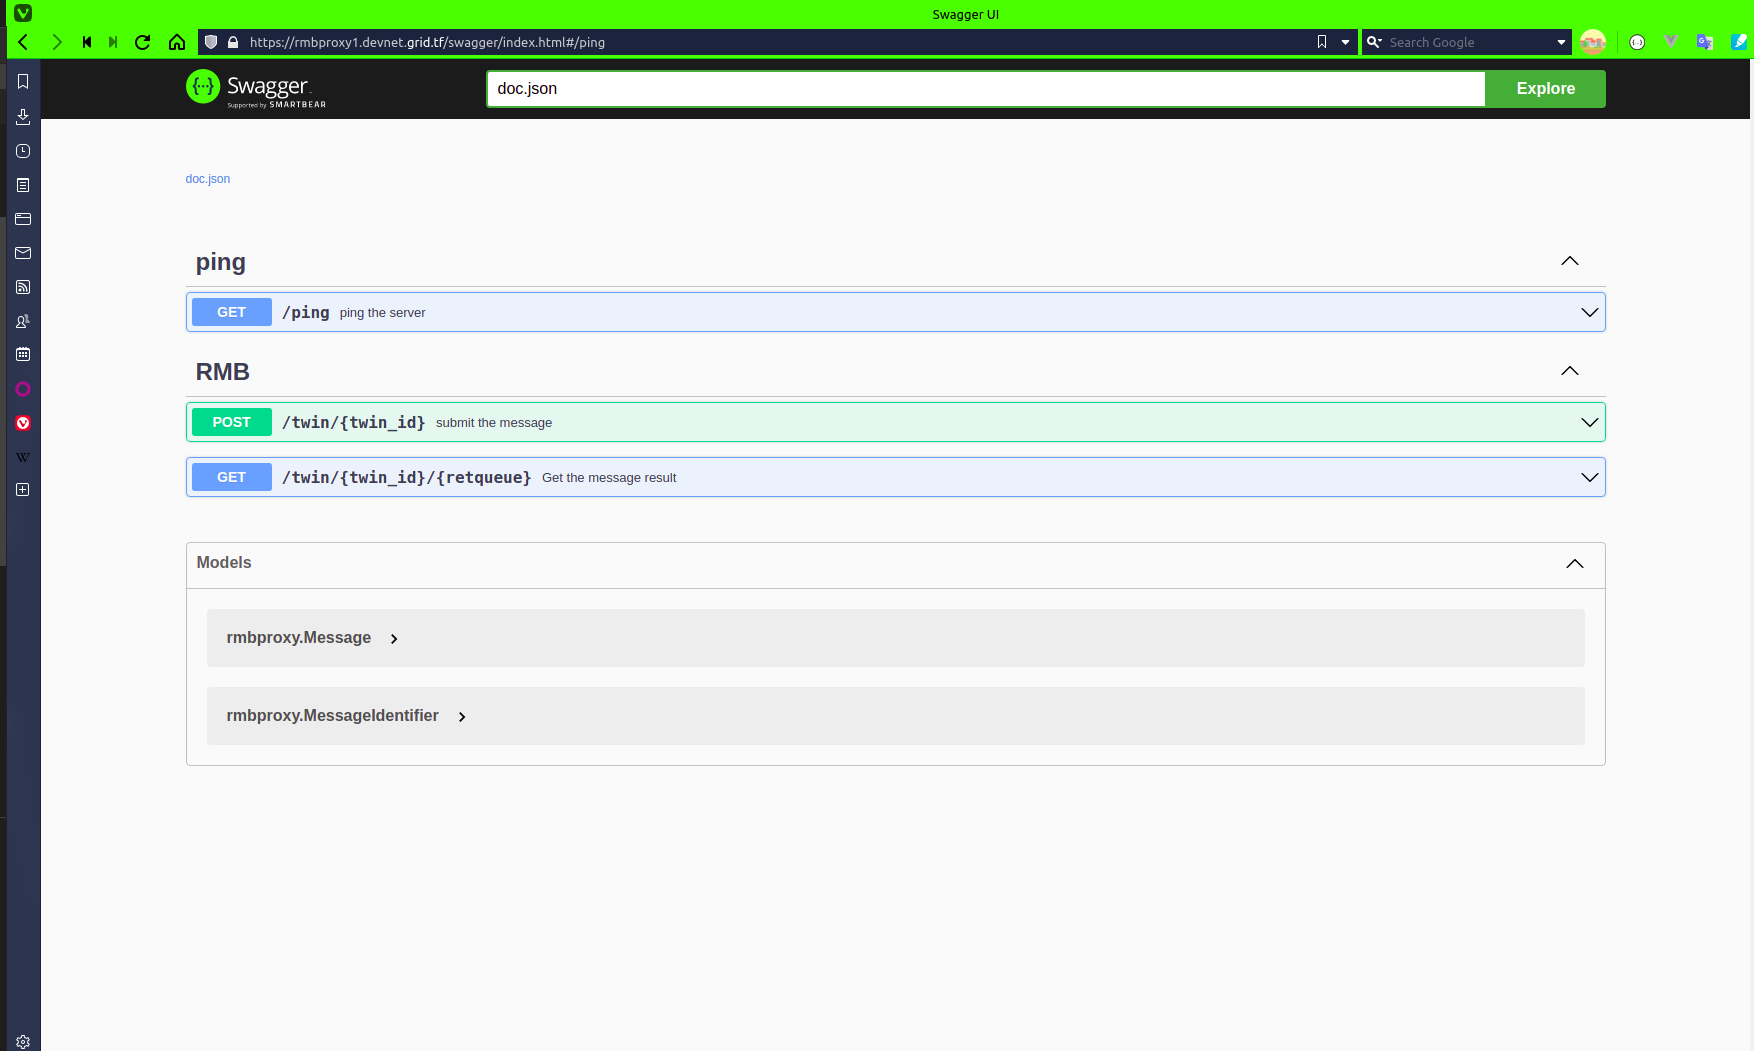 Swagger UI
https://rmbproxy1.devnet.grid.tf/swagger/index.html#/ping
Search Google
Swagger
Supported by SMARTBEAR
doc.json
Explore
doc.json
ping
GET /ping ping the server
RMB
POST /twin/{twin_id} submit the message
GET /twin/{twin_id}/{retqueue} Get the message result
Models
rmbproxy.Message
rmbproxy.MessageIdentifier
W